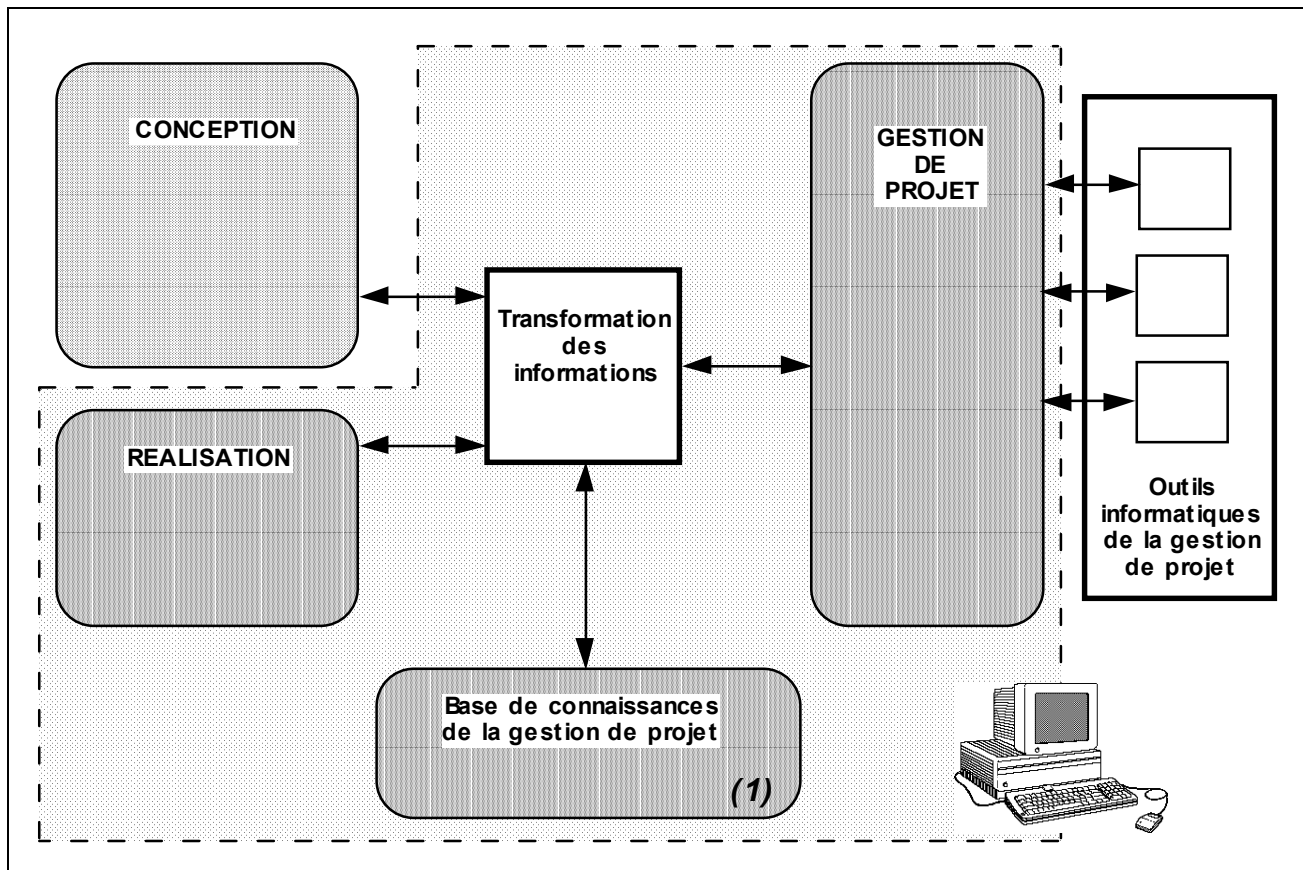 CONCEPTION
GESTION
DE
PROJET
Transformation
des
informations
REALISATION
Outils
informatiques
de la gestion
de projet
Base de connaissances
de la gestion de projet
(1)